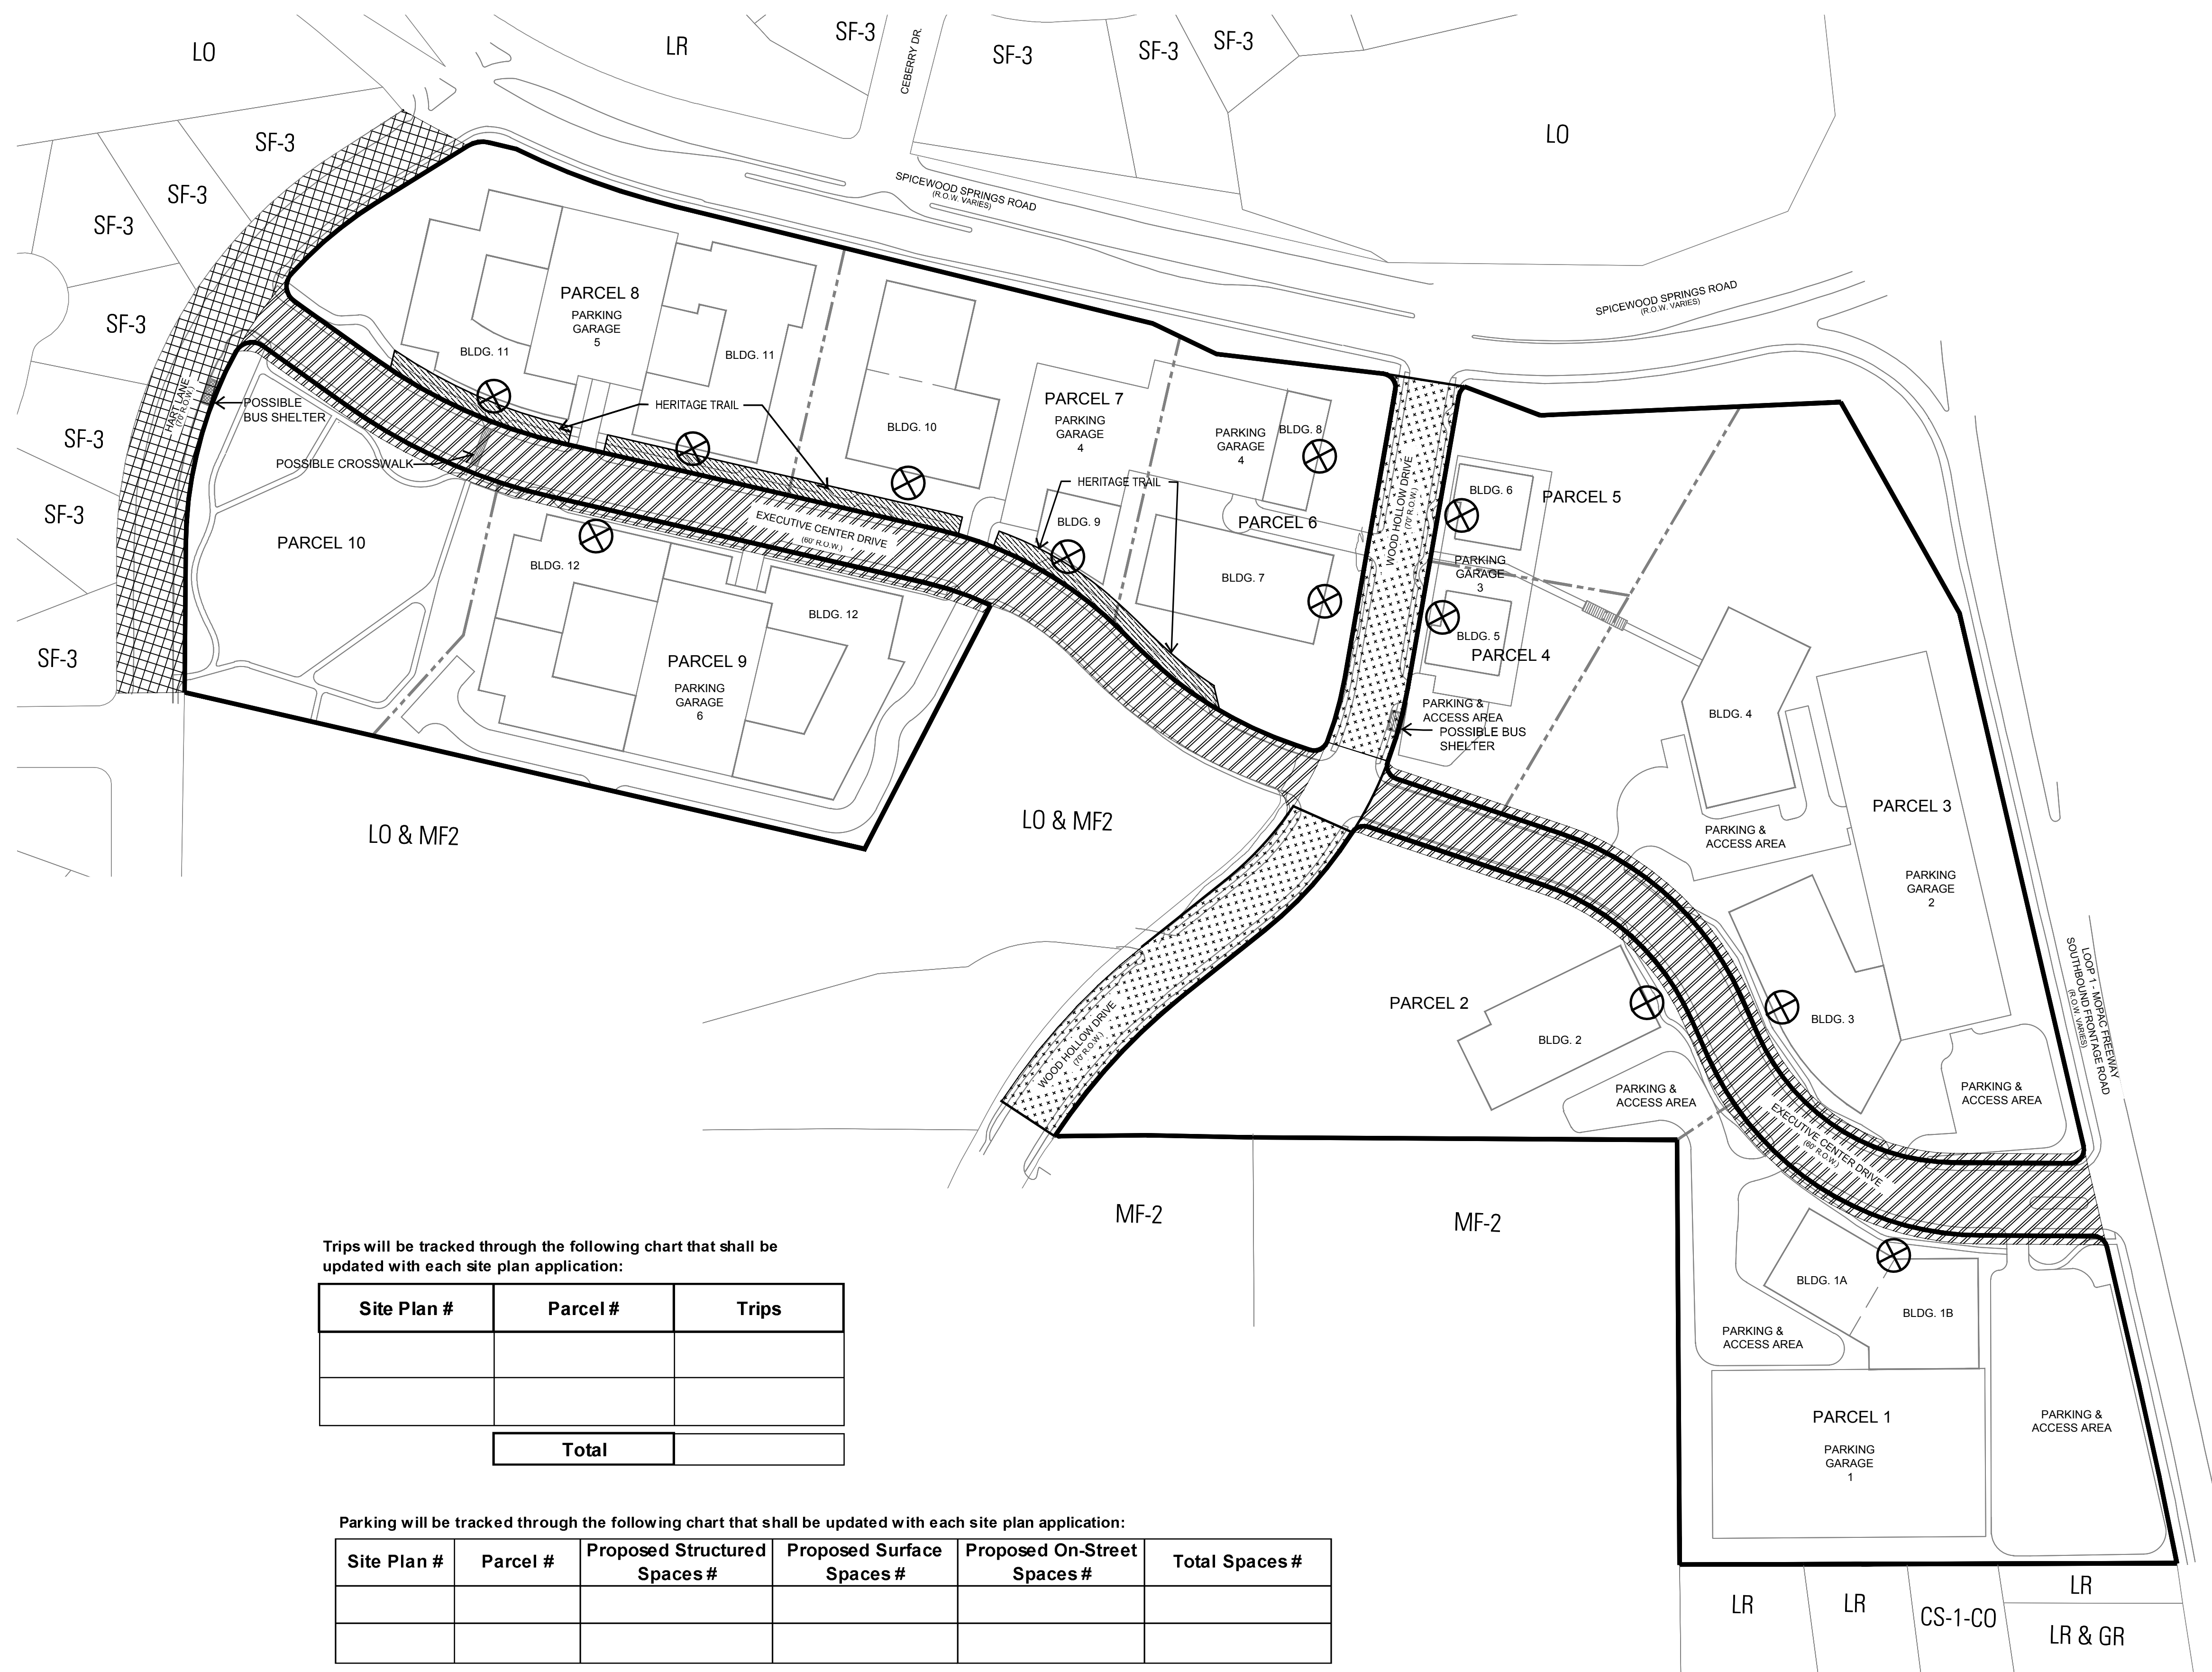 LO
LR
SF-3
SF-3
SF-3
SF-3
LO
CEBERRY DR.
SF-3
SF-3
SF-3
SF-3
SF-3
SF-3
SF-3
SPICEWOOD SPRINGS ROAD
(R.O.W. VARIES)
SPICEWOOD SPRINGS ROAD
(R.O.W. VARIES)
PARCEL 8
PARKING
GARAGE
5
BLDG. 11
BLDG. 11
HART LANE
(70' R.O.W.)
POSSIBLE
BUS SHELTER
HERITAGE TRAIL
POSSIBLE CROSSWALK
BLDG. 10
PARCEL 7
PARKING
GARAGE
4
PARKING
GARAGE
4
BLDG. 8
HERITAGE TRAIL
BLDG. 9
PARCEL 6
BLDG. 7
WOOD HOLLOW DRIVE
(70' R.O.W.)
BLDG. 6
PARCEL 5
PARKING
GARAGE
3
BLDG. 5
PARCEL 4
PARKING &
ACCESS AREA
POSSIBLE BUS
SHELTER
EXECUTIVE CENTER DRIVE
(60' R.O.W.)
PARCEL 10
BLDG. 12
BLDG. 12
PARCEL 9
PARKING
GARAGE
6
SF-3
LO & MF2
LO & MF2
BLDG. 4
PARCEL 3
PARKING &
ACCESS AREA
PARKING
GARAGE
2
LOOP 1 - MOPAC FREEWAY
SOUTHBOUND FRONTAGE ROAD
(R.O.W. VARIES)
PARCEL 2
BLDG. 2
BLDG. 3
WOOD HOLLOW DRIVE
(70' R.O.W.)
PARKING &
ACCESS AREA
PARKING &
ACCESS AREA
EXECUTIVE CENTER DRIVE
(60' R.O.W.)
MF-2
MF-2
BLDG. 1A
BLDG. 1B
PARKING &
ACCESS AREA
PARCEL 1
PARKING
GARAGE
1
PARKING &
ACCESS AREA
LR
LR
CS-1-CO
LR
LR & GR
Trips will be tracked through the following chart that shall be
updated with each site plan application:
Site Plan # Parcel # Trips
Total
Parking will be tracked through the following chart that shall be updated with each site plan application:
Site Plan # Parcel # Proposed Structured Spaces # Proposed Surface Spaces # Proposed On-Street Spaces # Total Spaces #